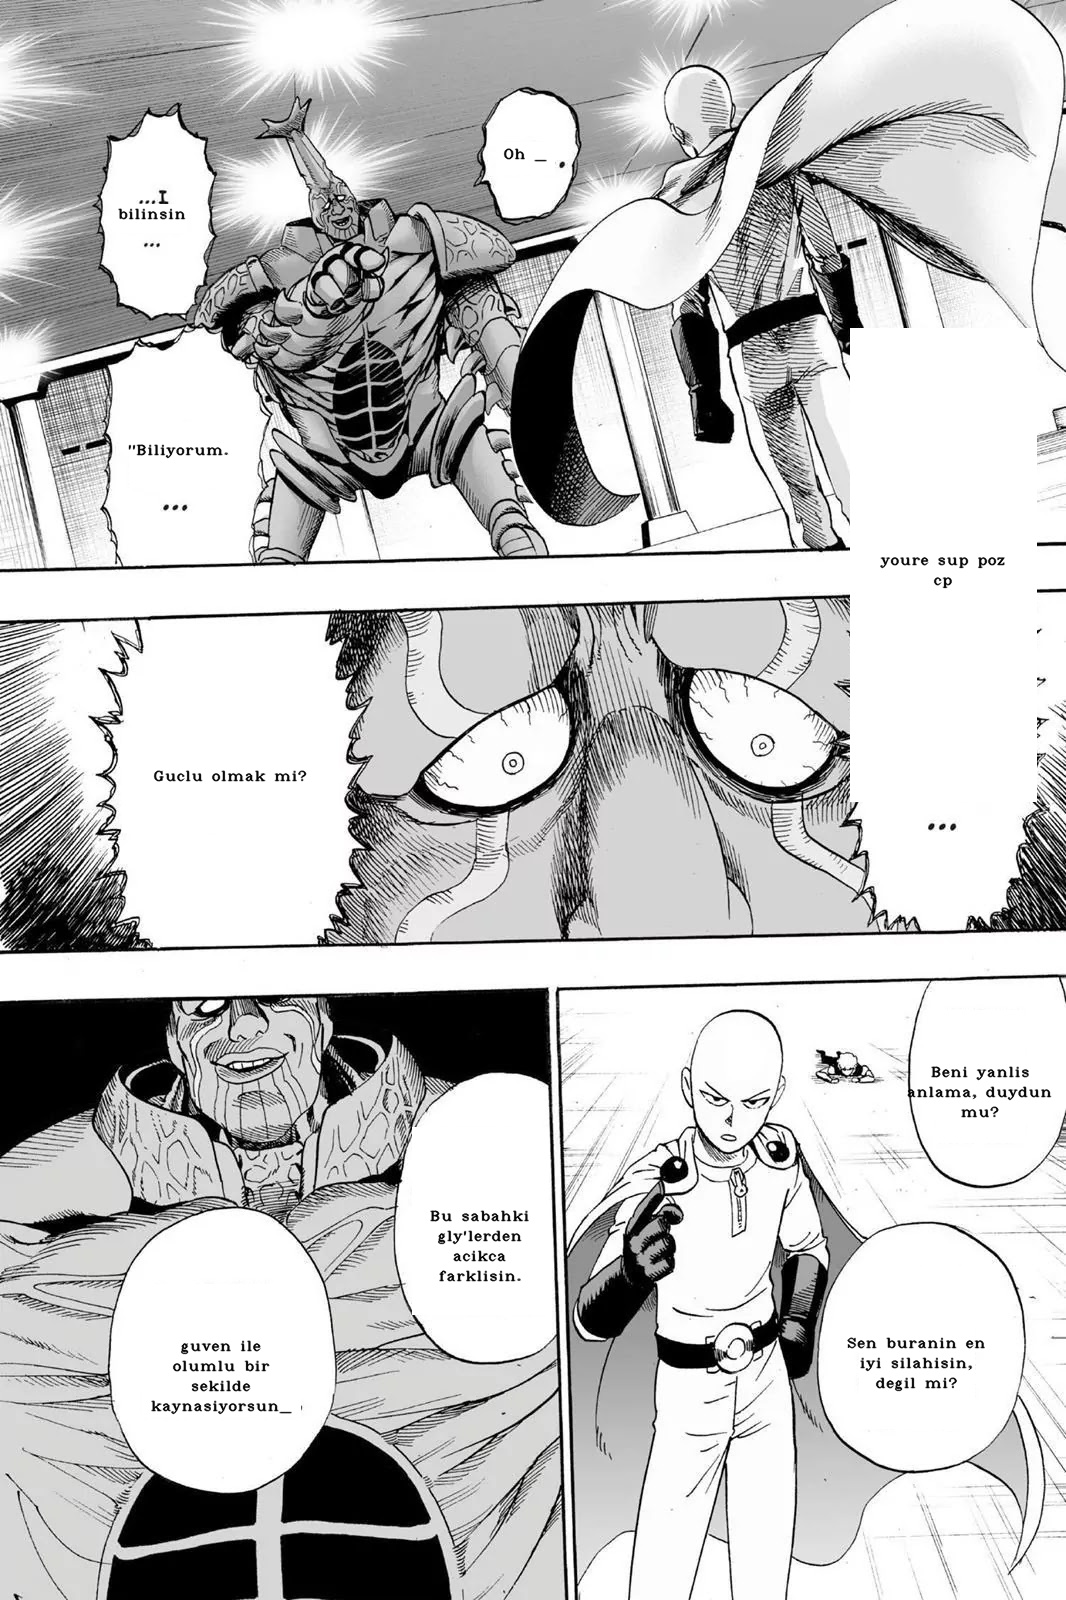 Oh _ .
...I
bilinsin
...
"Biliyorum.
...
youre sup poz
cp
...
Guclu olmak mi?
Beni yanlis
anlama, duydun
mu?
Sen buranin en
iyi silahisin,
degil mi?
Bu sabahki
gly'lerden
acikca
farklisin.
guven ile
olumlu bir
sekilde
kaynasiyorsun_